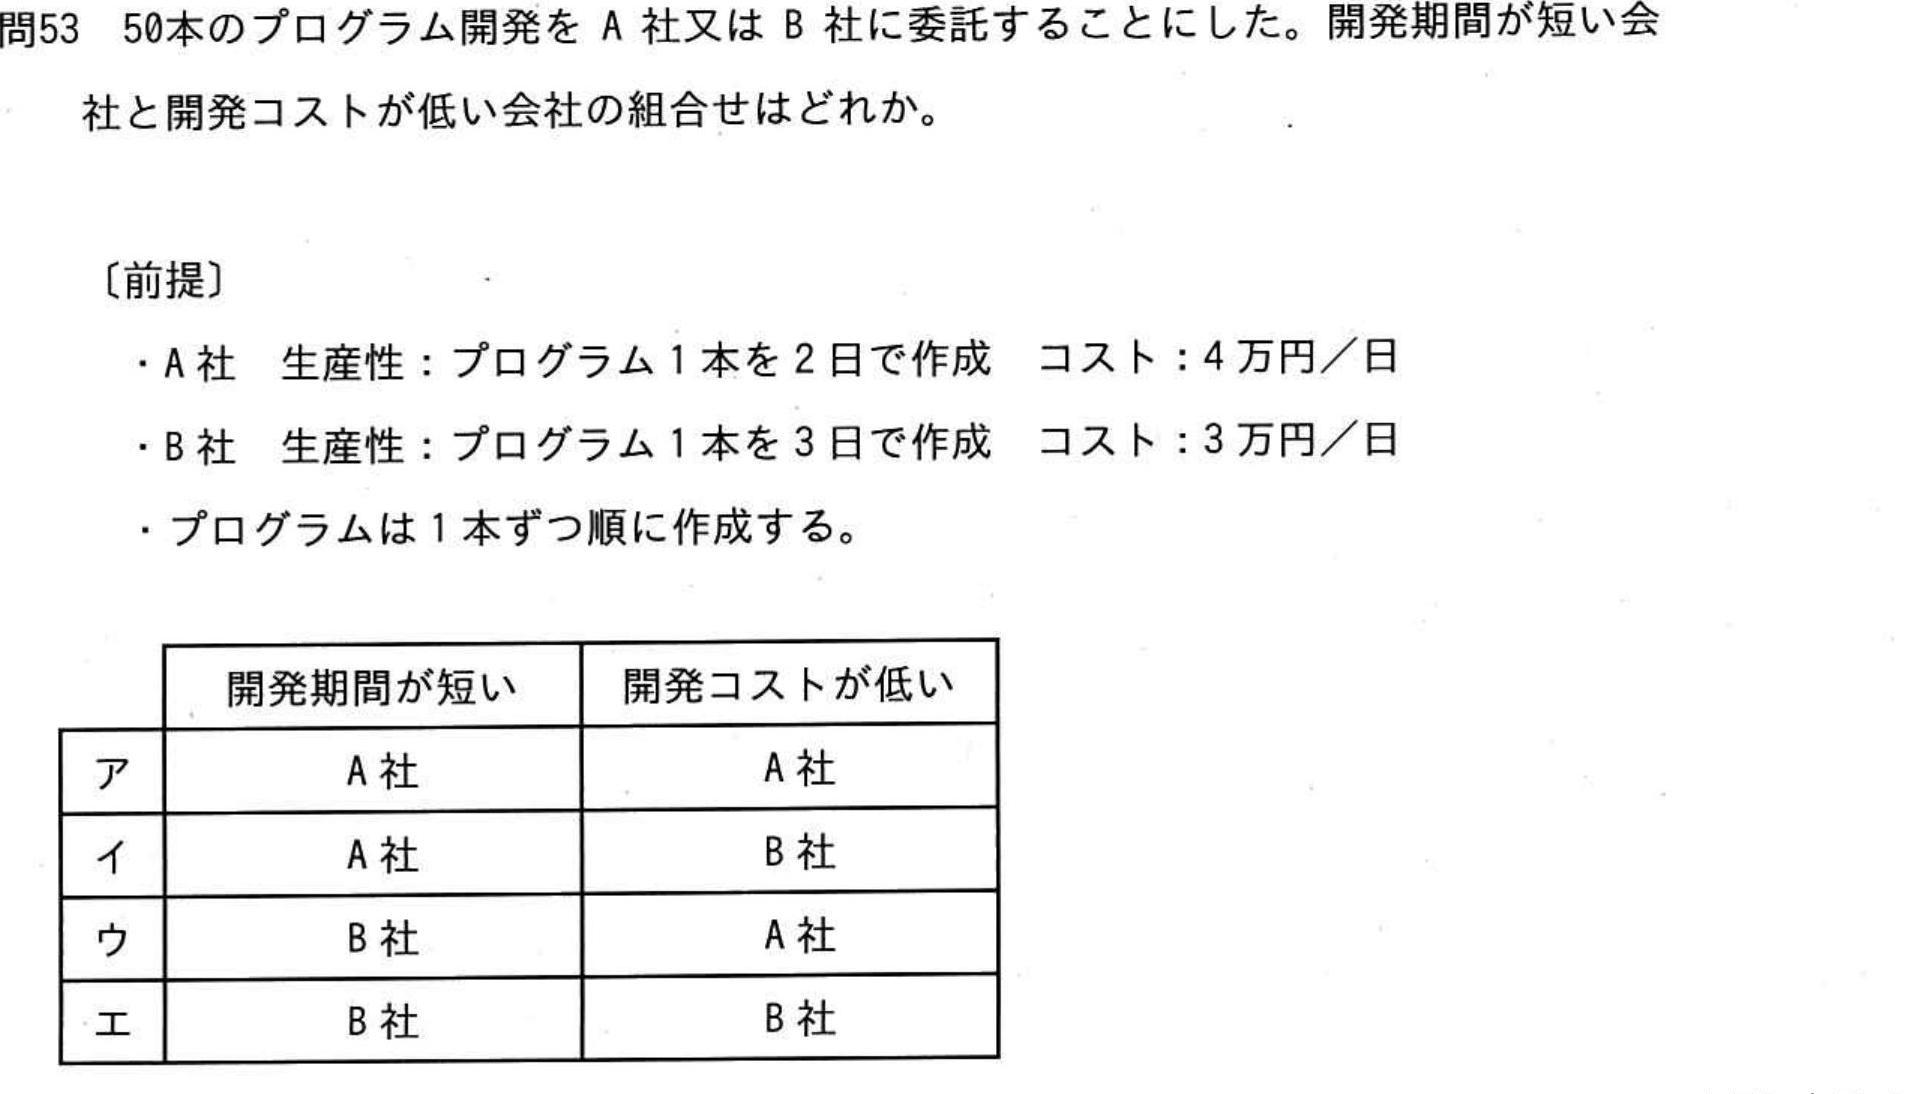 問53 50本のプログラム開発を A 社又は B 社に委託することにした。開発期間が短い会
社と開発コストが低い会社の組合せはどれか。
〔前提〕
・A 社 生産性：プログラム 1 本を 2 日で作成 コスト：4 万円／日
・B 社 生産性：プログラム 1 本を 3 日で作成 コスト：3 万円／日
・プログラムは 1 本ずつ順に作成する。
開発期間が短い 開発コストが低い
ア A 社 A 社
イ A 社 B 社
ウ B 社 A 社
エ B 社 B 社